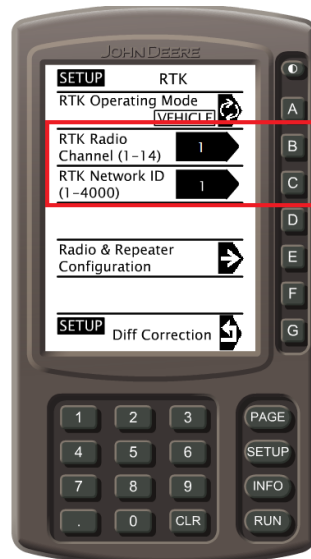 JOHN DEERE
SETUP RTK
RTK Operating Mode
VEHICLE
RTK Radio
Channel (1-14) 1
RTK Network ID
(1-4000) 1
Radio & Repeater
Configuration
SETUP Diff Correction
A
B
C
D
E
F
G
1 2 3 PAGE
4 5 6 SETUP
7 8 9 INFO
. 0 CLR RUN